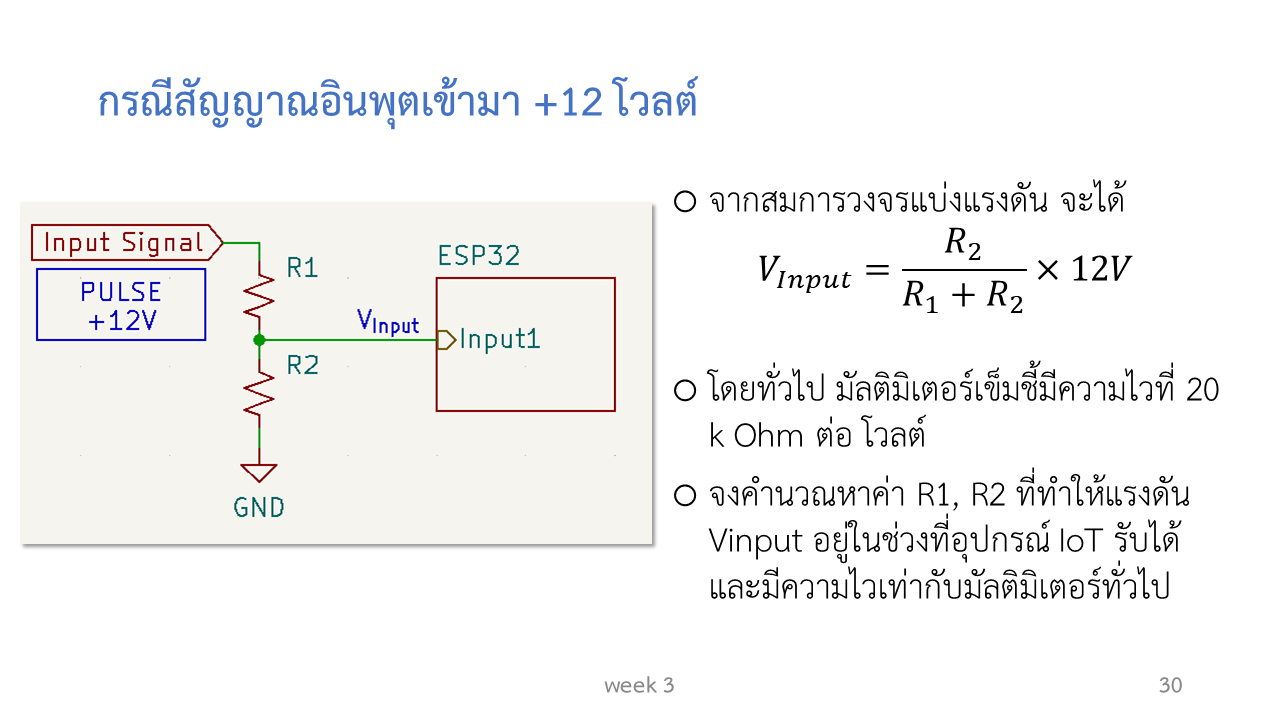 กรณีสัญญาณอินพุตเข้ามา +12 โวลต์
Input Signal
PULSE
+12V
R1
R2
GND
VInput
ESP32
Input1
จากสมการวงจรแบ่งแรงดัน จะได้
V_Input = R_2 / (R_1 + R_2) × 12V
โดยทั่วไป มัลติมิเตอร์เข็มชี้มีความไวที่ 20
k Ohm ต่อ โวลต์
จงคำนวณหาค่า R1, R2 ที่ทำให้แรงดัน
Vinput อยู่ในช่วงที่อุปกรณ์ IoT รับได้
และมีความไวเท่ากับมัลติมิเตอร์ทั่วไป
week 3
30